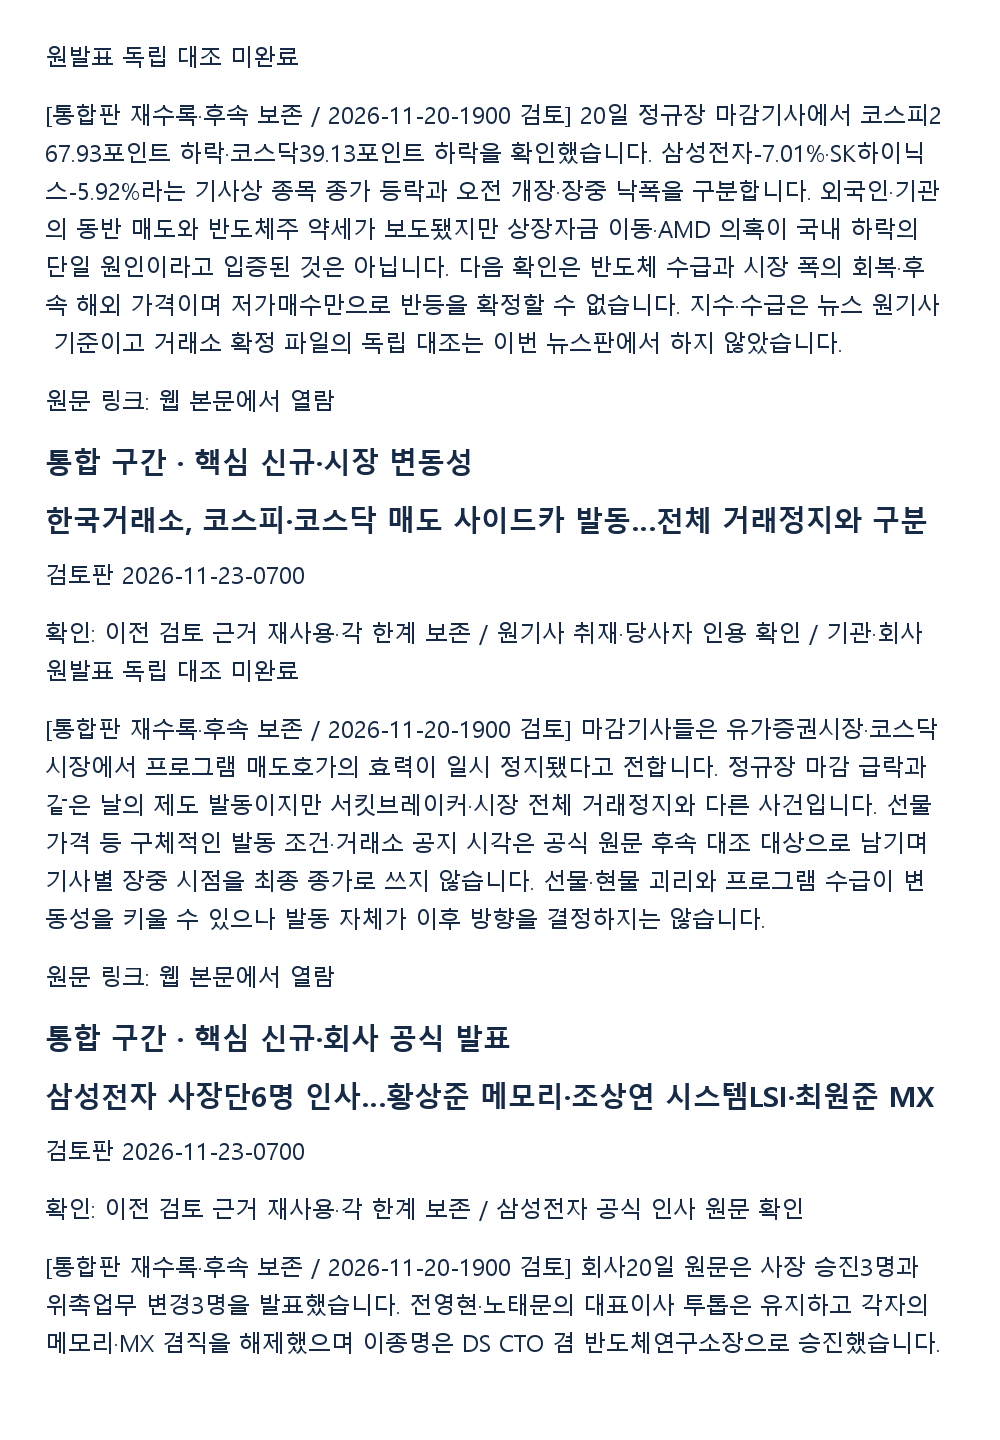 원발표 독립 대조 미완료
[통합판 재수록·후속 보존 / 2026-11-20-1900 검토] 20일 정규장 마감기사에서 코스피2
67.93포인트 하락·코스닥39.13포인트 하락을 확인했습니다. 삼성전자-7.01%·SK하이닉
스-5.92%라는 기사상 종목 종가 등락과 오전 개장·장중 낙폭을 구분합니다. 외국인·기관
의 동반 매도와 반도체주 약세가 보도됐지만 상장자금 이동·AMD 의혹이 국내 하락의
단일 원인이라고 입증된 것은 아닙니다. 다음 확인은 반도체 수급과 시장 폭의 회복·후
속 해외 가격이며 저가매수만으로 반등을 확정할 수 없습니다. 지수·수급은 뉴스 원기사
기준이고 거래소 확정 파일의 독립 대조는 이번 뉴스판에서 하지 않았습니다.
원문 링크: 웹 본문에서 열람
통합 구간 · 핵심 신규·시장 변동성
한국거래소, 코스피·코스닥 매도 사이드카 발동...전체 거래정지와 구분
검토판 2026-11-23-0700
확인: 이전 검토 근거 재사용·각 한계 보존 / 원기사 취재·당사자 인용 확인 / 기관·회사
원발표 독립 대조 미완료
[통합판 재수록·후속 보존 / 2026-11-20-1900 검토] 마감기사들은 유가증권시장·코스닥
시장에서 프로그램 매도호가의 효력이 일시 정지됐다고 전합니다. 정규장 마감 급락과
같은 날의 제도 발동이지만 서킷브레이커·시장 전체 거래정지와 다른 사건입니다. 선물
가격 등 구체적인 발동 조건·거래소 공지 시각은 공식 원문 후속 대조 대상으로 남기며
기사별 장중 시점을 최종 종가로 쓰지 않습니다. 선물·현물 괴리와 프로그램 수급이 변
동성을 키울 수 있으나 발동 자체가 이후 방향을 결정하지는 않습니다.
원문 링크: 웹 본문에서 열람
통합 구간 · 핵심 신규·회사 공식 발표
삼성전자 사장단6명 인사...황상준 메모리·조상연 시스템LSI·최원준 MX
검토판 2026-11-23-0700
확인: 이전 검토 근거 재사용·각 한계 보존 / 삼성전자 공식 인사 원문 확인
[통합판 재수록·후속 보존 / 2026-11-20-1900 검토] 회사20일 원문은 사장 승진3명과
위촉업무 변경3명을 발표했습니다. 전영현·노태문의 대표이사 투톱은 유지하고 각자의
메모리·MX 겸직을 해제했으며 이종명은 DS CTO 겸 반도체연구소장으로 승진했습니다.